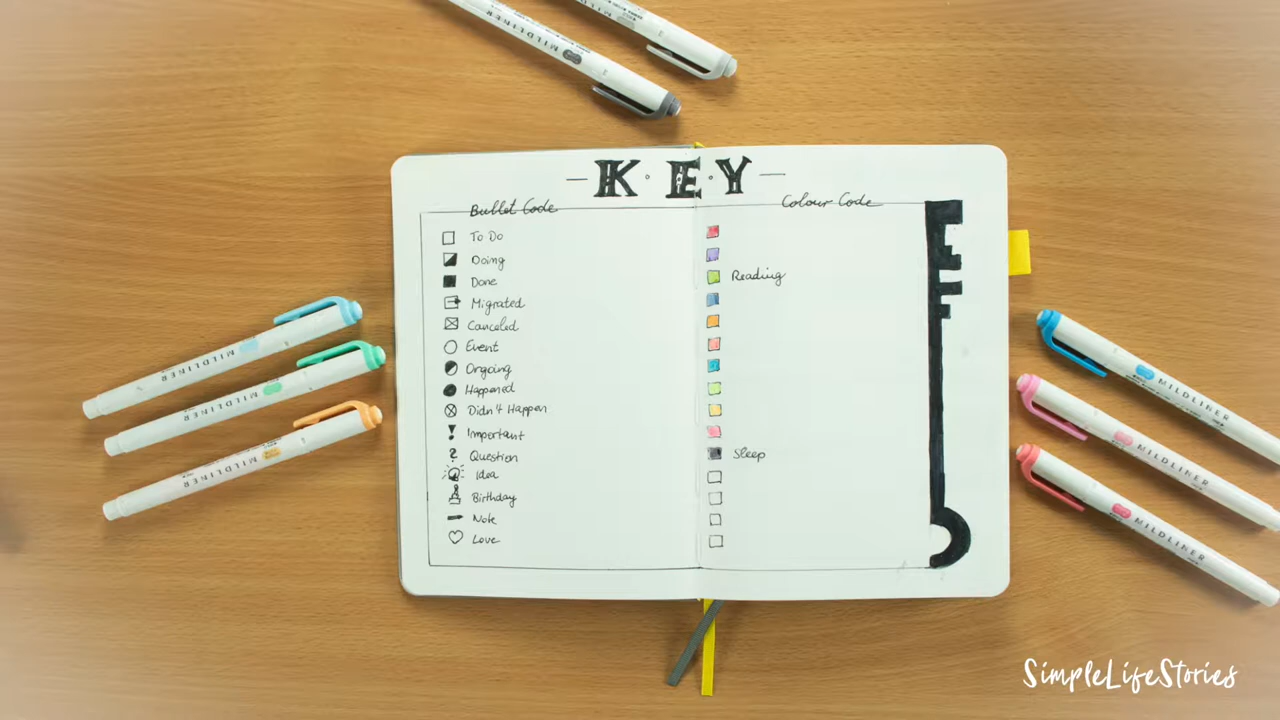 MILDLINER
K·E·Y
Bullet Code
To Do
Doing
Done
Migrated
Canceled
Event
Ongoing
Happened
Didn't Happen
Important
Question
Idea
Birthday
Note
Love
Colour Code
Reading
Sleep
MILDLINER
MILDLINER
MILDLINER
MILDLINER
MILDLINER
MILDLINER
SimpleLifeStories